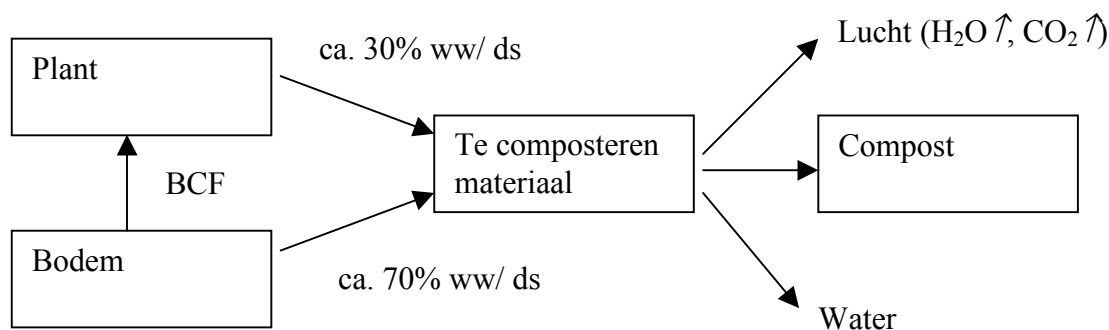 Lucht (H₂O ↑, CO₂ ↑)
ca. 30% ww/ ds
Plant
Te composteren
materiaal
Compost
BCF
Bodem
ca. 70% ww/ ds
Water